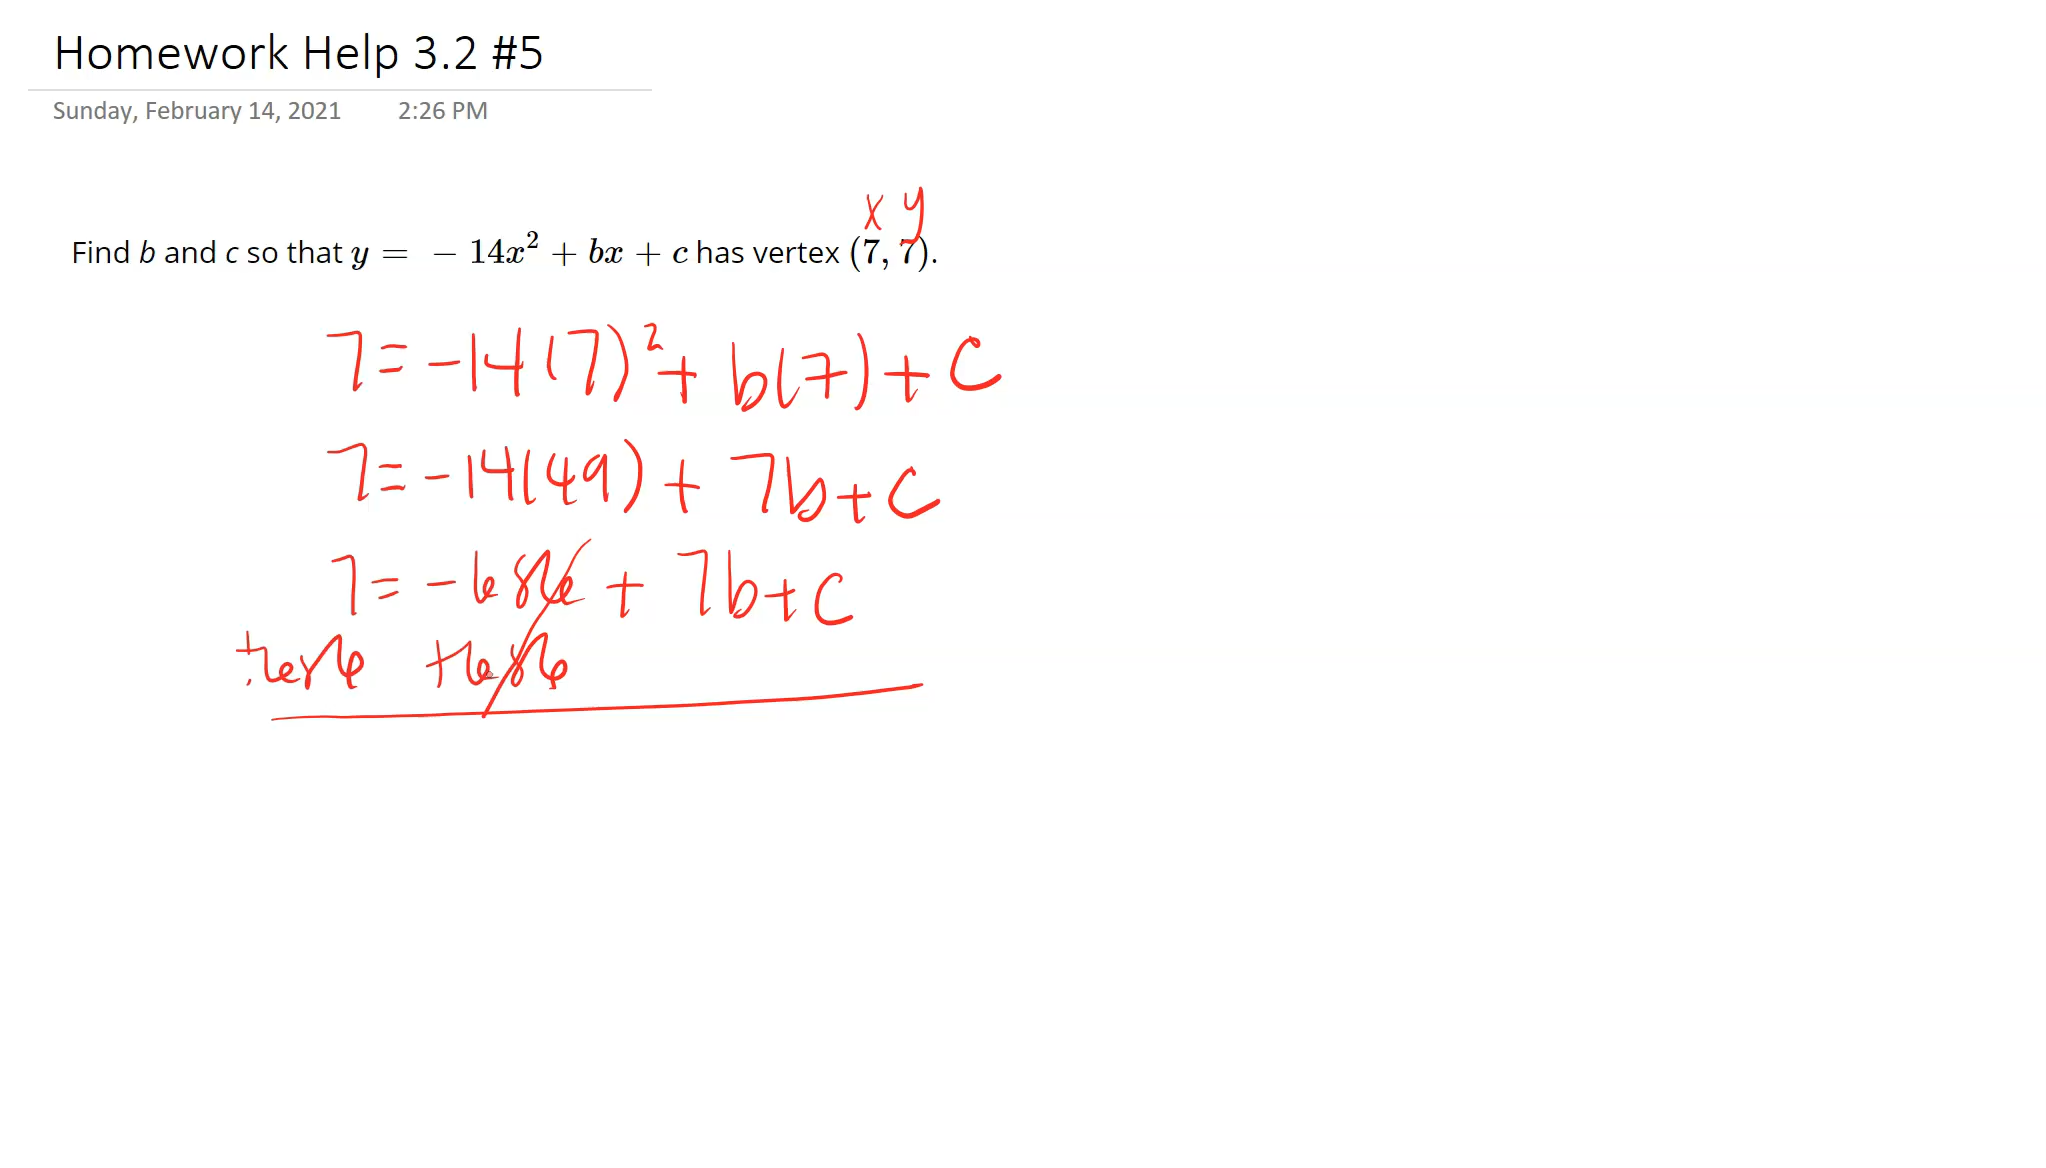 Homework Help 3.2 #5
Sunday, February 14, 2021 2:26 PM
x y
Find b and c so that y = − 14x² + bx + c has vertex (7, 7).
7 = -14(7)² + b(7) + c
7 = -14(49) + 7b + c
7 = -686 + 7b + c
+686 +686